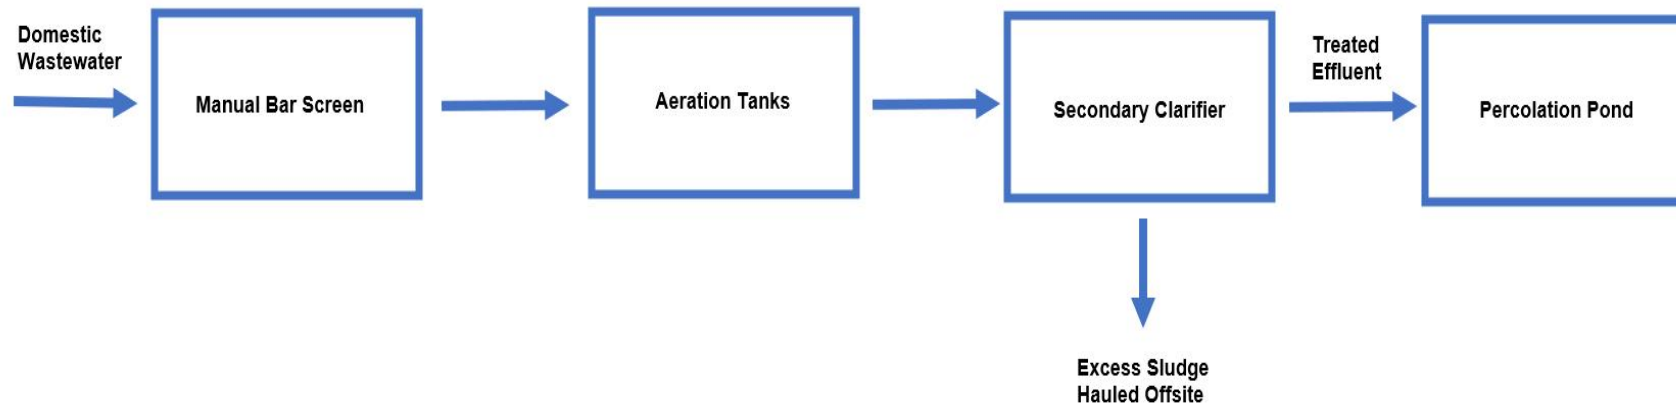 Domestic
Wastewater
Manual Bar Screen
Aeration Tanks
Secondary Clarifier
Treated
Effluent
Percolation Pond
Excess Sludge
Hauled Offsite